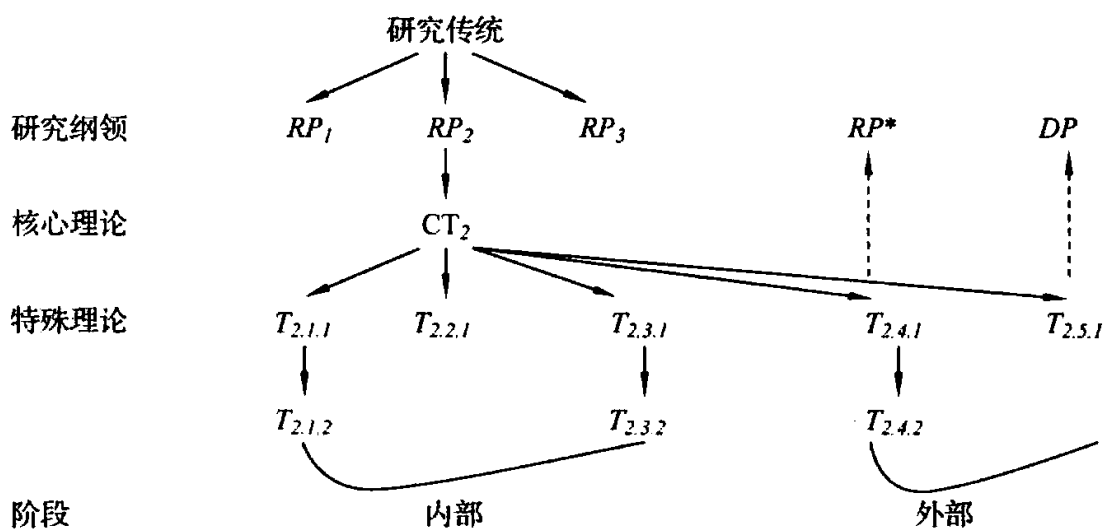 研究传统
研究纲领 RP₁ RP₂ RP₃ RP* DP
核心理论 CT₂
特殊理论 T₂.₁.₁ T₂.₂.₁ T₂.₃.₁ T₂.₄.₁ T₂.₅.₁
T₂.₁.₂ T₂.₃.₂ T₂.₄.₂
阶段 内部 外部